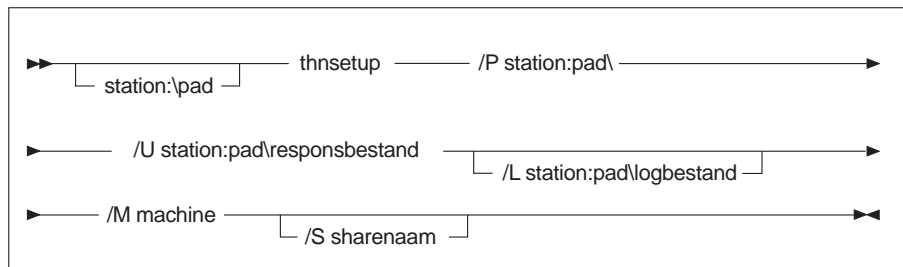 thnsetup /P station:pad\
station:\pad
/U station:pad\responsbestand
/L station:pad\logbestand
/M machine
/S sharenaam